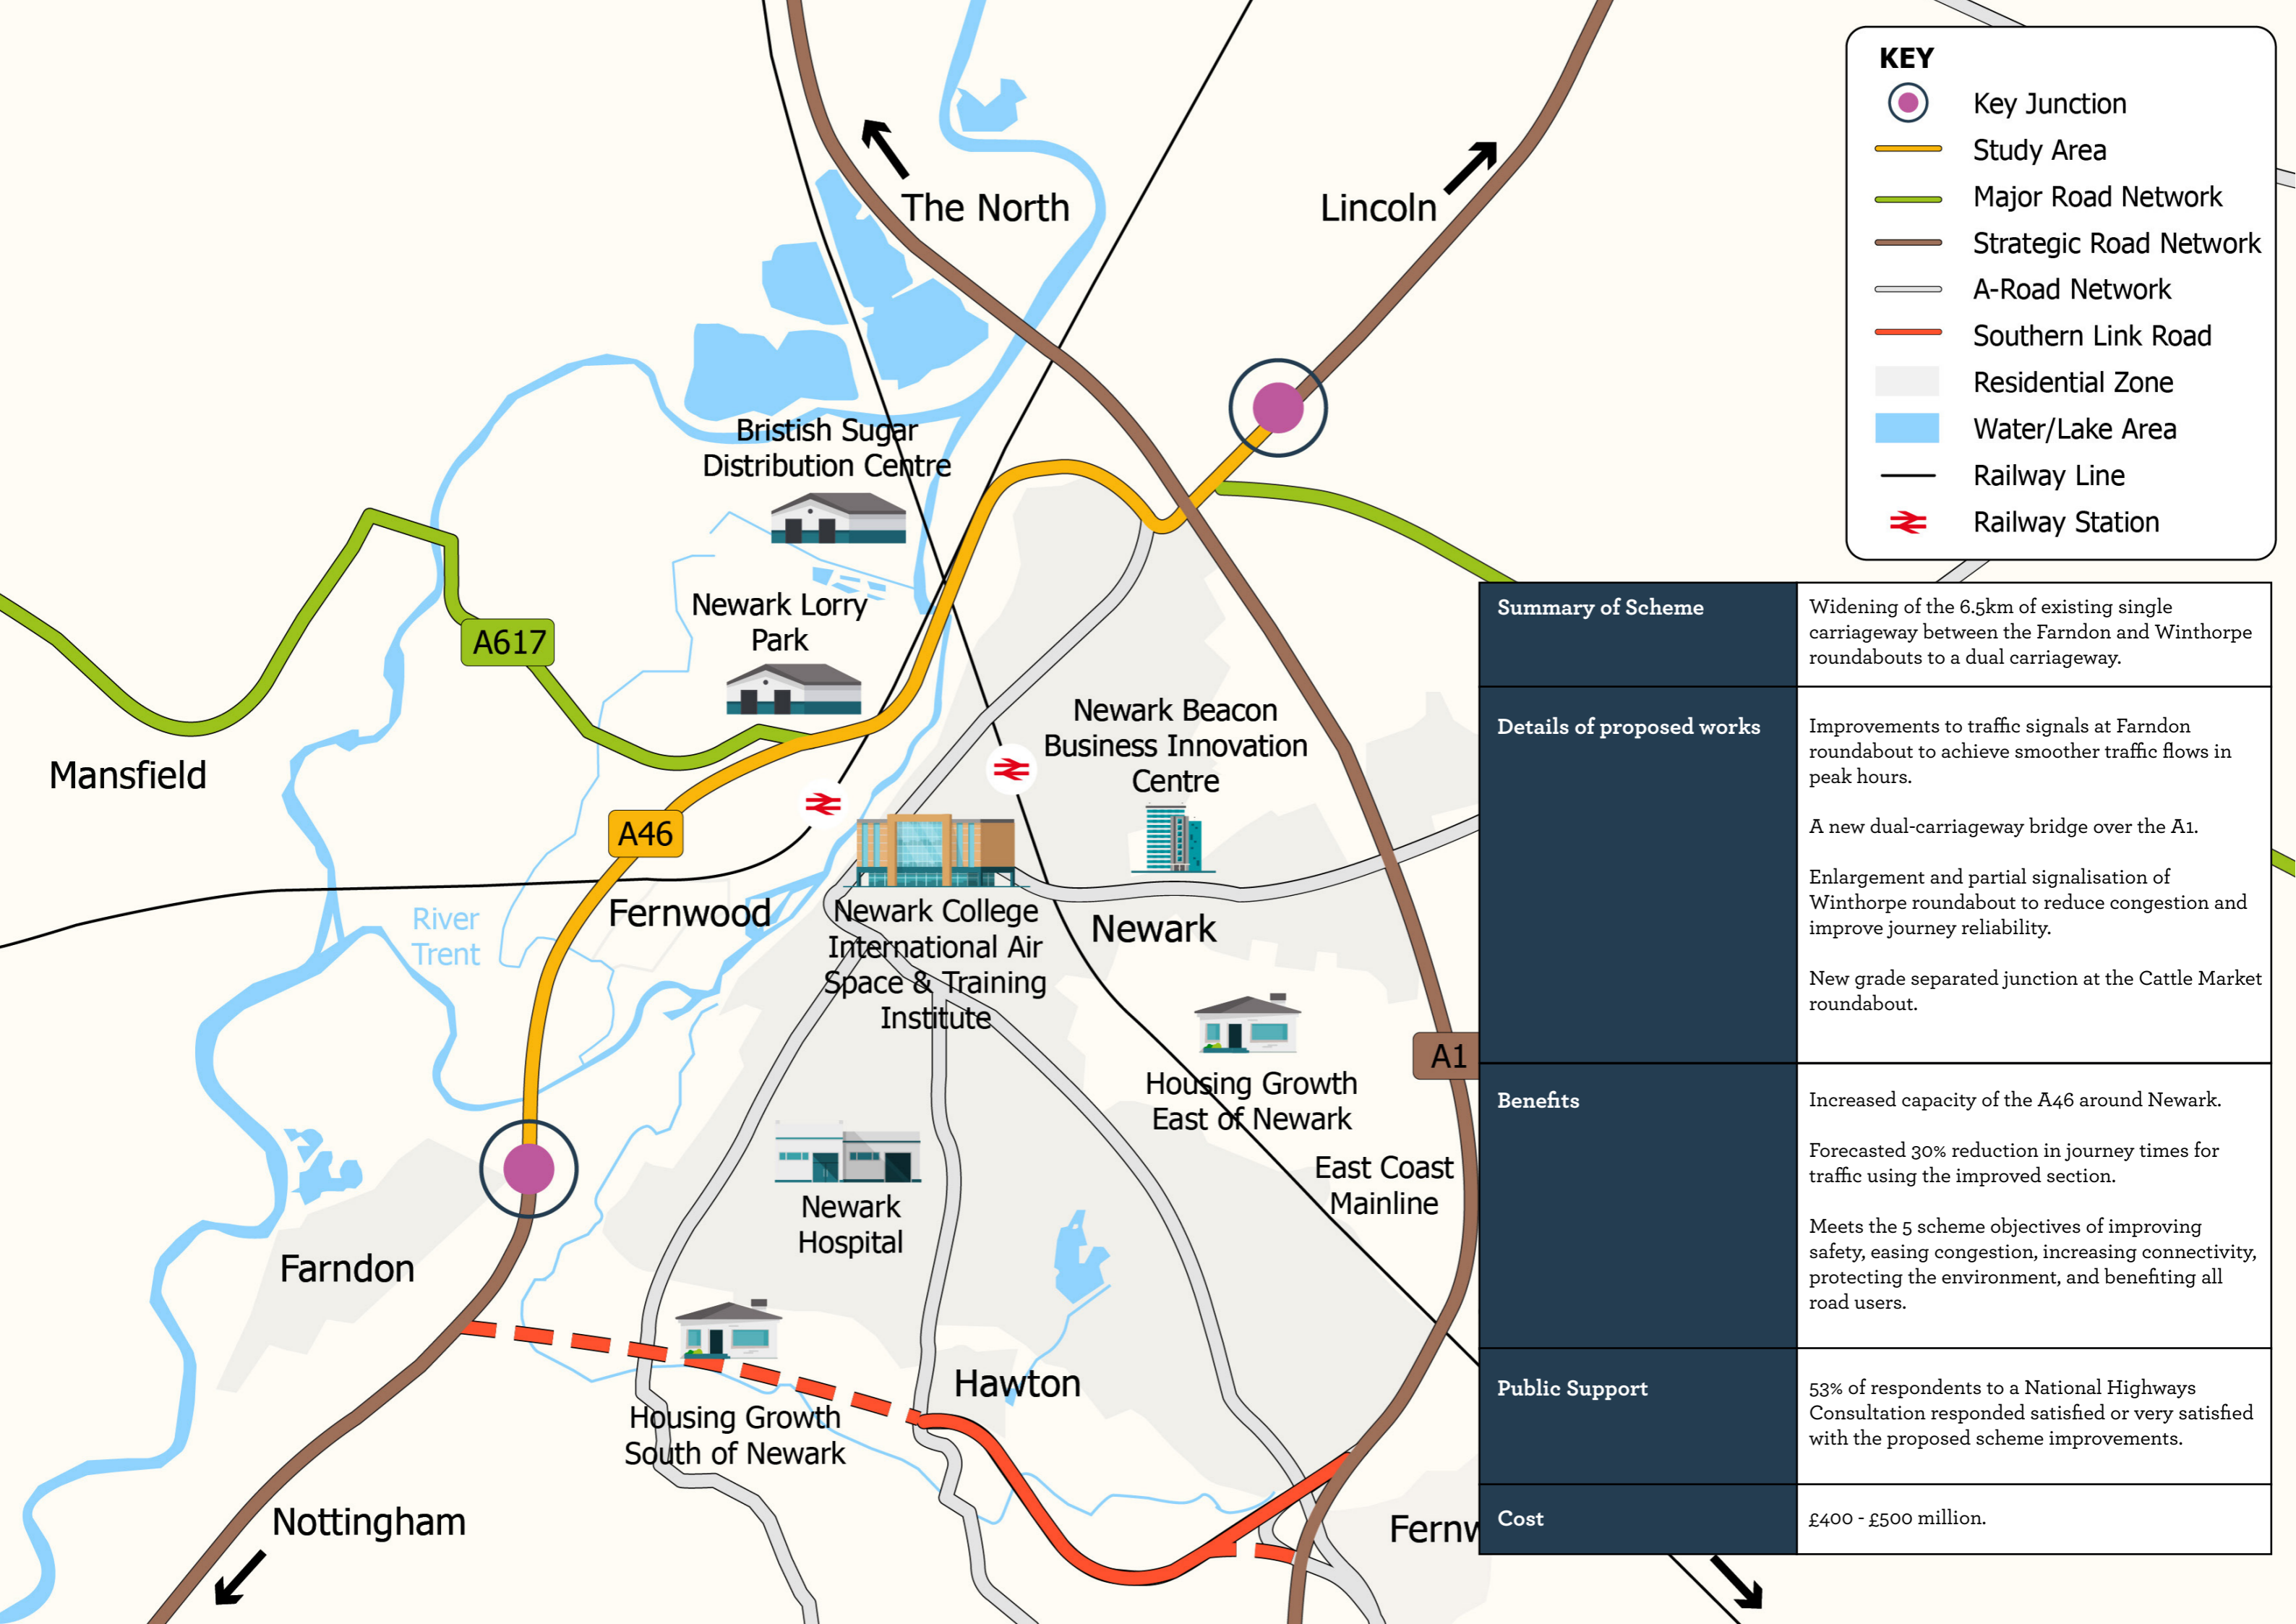 The North
Lincoln
KEY
Key Junction
Study Area
Major Road Network
Strategic Road Network
A-Road Network
Southern Link Road
Residential Zone
Water/Lake Area
Railway Line
Railway Station
Bristish Sugar
Distribution Centre
Newark Lorry
Park
A617
Mansfield
A46
Newark Beacon
Business Innovation
Centre
Fernwood
River
Trent
Newark College
International Air
Space & Training
Institute
Newark
A1
Housing Growth
East of Newark
East Coast
Mainline
Newark
Hospital
Farndon
Hawton
Housing Growth
South of Newark
Nottingham
Fernw
Summary of Scheme
Widening of the 6.5km of existing single
carriageway between the Farndon and Winthorpe
roundabouts to a dual carriageway.
Details of proposed works
Improvements to traffic signals at Farndon
roundabout to achieve smoother traffic flows in
peak hours.
A new dual-carriageway bridge over the A1.
Enlargement and partial signalisation of
Winthorpe roundabout to reduce congestion and
improve journey reliability.
New grade separated junction at the Cattle Market
roundabout.
Benefits
Increased capacity of the A46 around Newark.
Forecasted 30% reduction in journey times for
traffic using the improved section.
Meets the 5 scheme objectives of improving
safety, easing congestion, increasing connectivity,
protecting the environment, and benefiting all
road users.
Public Support
53% of respondents to a National Highways
Consultation responded satisfied or very satisfied
with the proposed scheme improvements.
Cost
£400 - £500 million.